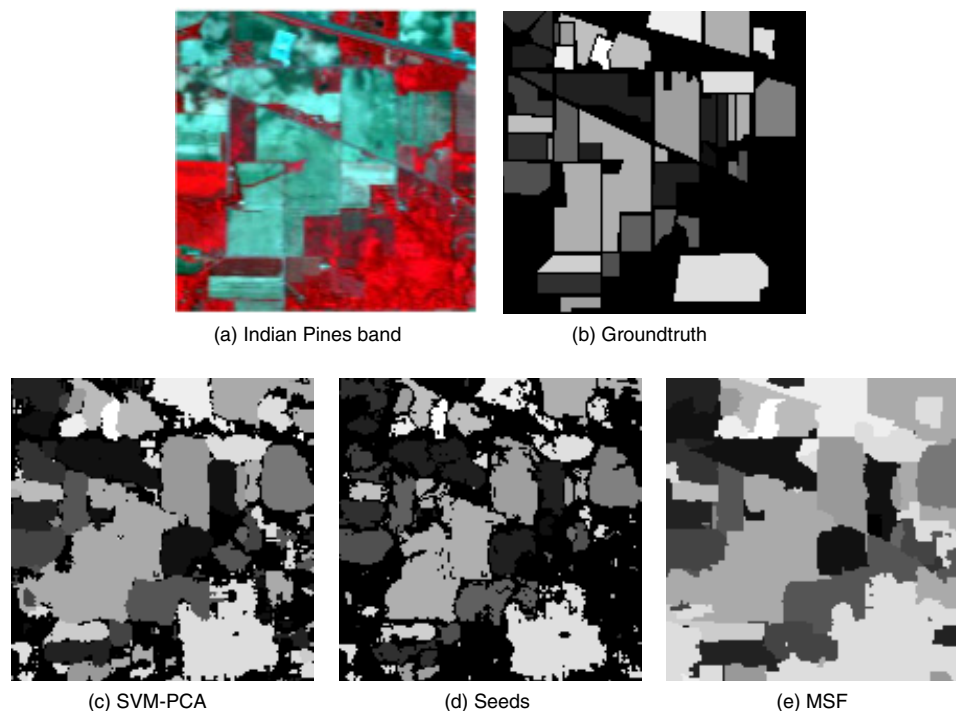 (a) Indian Pines band
(b) Groundtruth
(c) SVM-PCA
(d) Seeds
(e) MSF